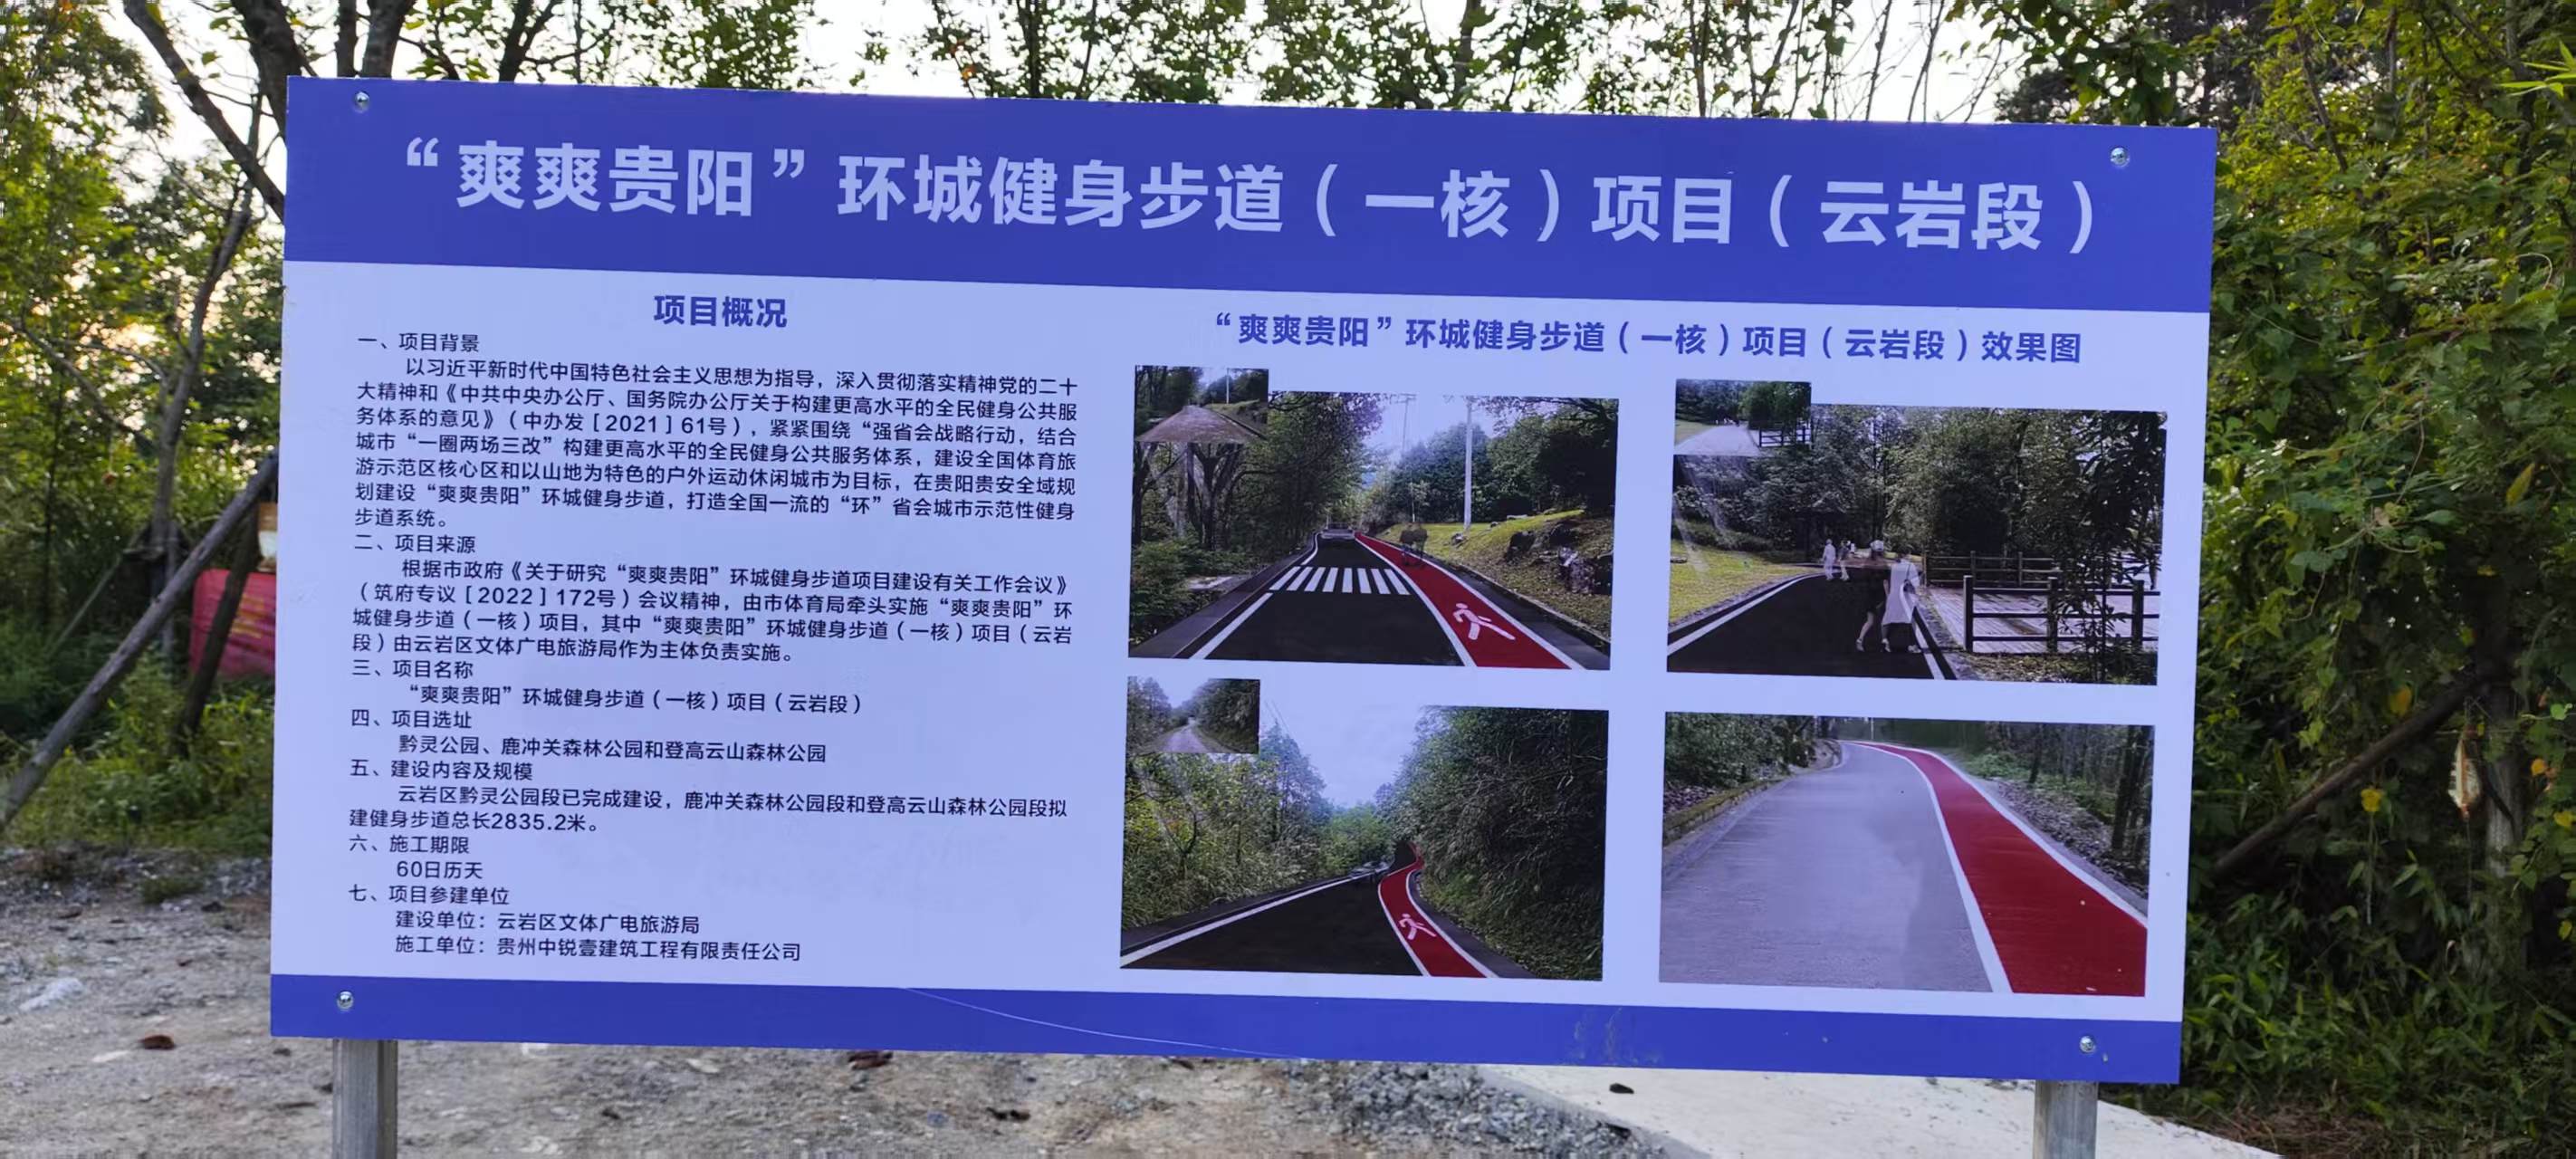 “爽爽贵阳”环城健身步道（一核）项目（云岩段）
项目概况
一、项目背景
以习近平新时代中国特色社会主义思想为指导，深入贯彻落实精神党的二十
大精神和《中共中央办公厅、国务院办公厅关于构建更高水平的全民健身公共服
务体系的意见》（中办发［2021］61号），紧紧围绕“强省会战略行动，结合
城市“一圈两场三改”构建更高水平的全民健身公共服务体系，建设全国体育旅
游示范区核心区和以山地为特色的户外运动休闲城市为目标，在贵阳贵安全域规
划建设“爽爽贵阳”环城健身步道，打造全国一流的“环”省会城市示范性健身
步道系统。
二、项目来源
根据市政府《关于研究“爽爽贵阳”环城健身步道项目建设有关工作会议》
（筑府专议［2022］172号）会议精神，由市体育局牵头实施“爽爽贵阳”环
城健身步道（一核）项目，其中“爽爽贵阳”环城健身步道（一核）项目（云岩
段）由云岩区文体广电旅游局作为主体负责实施。
三、项目名称
“爽爽贵阳”环城健身步道（一核）项目（云岩段）
四、项目选址
黔灵公园、鹿冲关森林公园和登高云山森林公园
五、建设内容及规模
云岩区黔灵公园段已完成建设，鹿冲关森林公园段和登高云山森林公园段拟
建健身步道总长2835.2米。
六、施工期限
60日历天
七、项目参建单位
建设单位：云岩区文体广电旅游局
施工单位：贵州中锐壹建筑工程有限责任公司
“爽爽贵阳”环城健身步道（一核）项目（云岩段）效果图